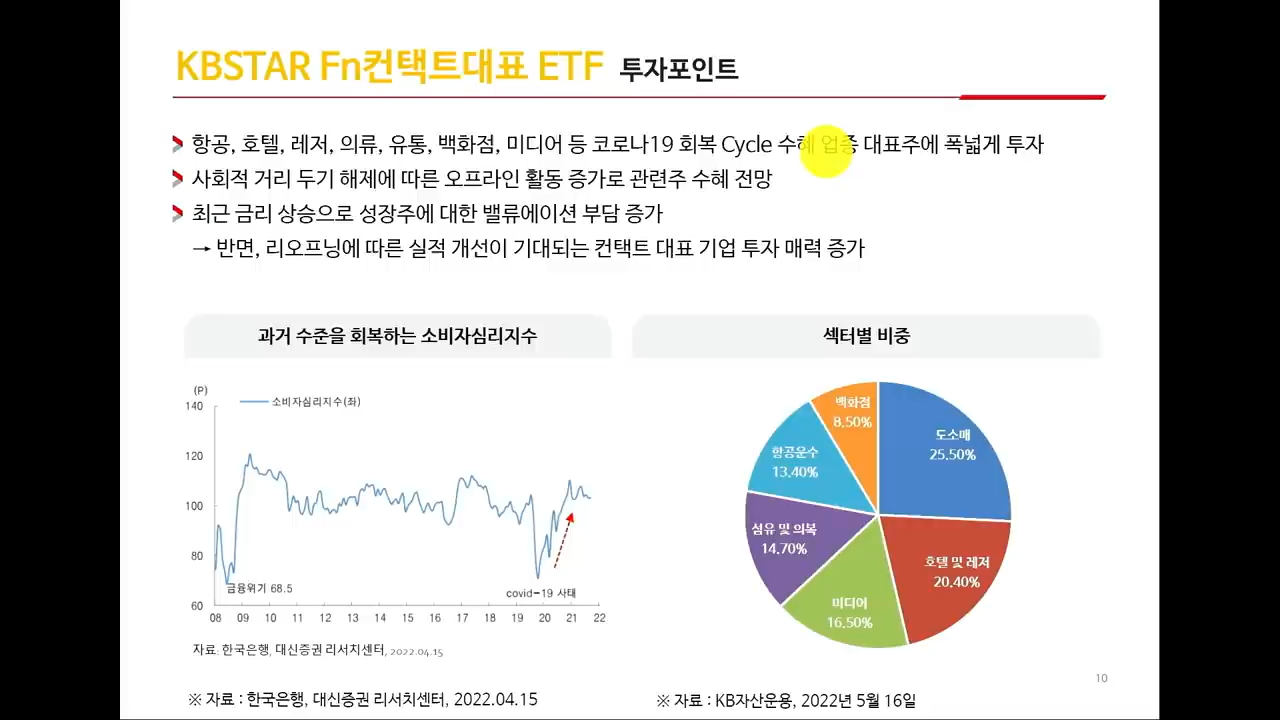 KBSTAR Fn컨택트대표 ETF 투자포인트
항공, 호텔, 레저, 의류, 유통, 백화점, 미디어 등 코로나19 회복 Cycle 수혜 업종 대표주에 폭넓게 투자
사회적 거리 두기 해제에 따른 오프라인 활동 증가로 관련주 수혜 전망
최근 금리 상승으로 성장주에 대한 밸류에이션 부담 증가
→ 반면, 리오프닝에 따른 실적 개선이 기대되는 컨택트 대표 기업 투자 매력 증가
과거 수준을 회복하는 소비자심리지수
(P)
소비자심리지수(좌)
140
120
100
80
60
금융위기 68.5
covid-19 사태
08 09 10 11 12 13 14 15 16 17 18 19 20 21 22
자료: 한국은행, 대신증권 리서치센터, 2022.04.15
※ 자료 : 한국은행, 대신증권 리서치센터, 2022.04.15
섹터별 비중
백화점
8.50%
도소매
25.50%
항공운수
13.40%
섬유 및 의복
14.70%
호텔 및 레저
20.40%
미디어
16.50%
※ 자료 : KB자산운용, 2022년 5월 16일
10